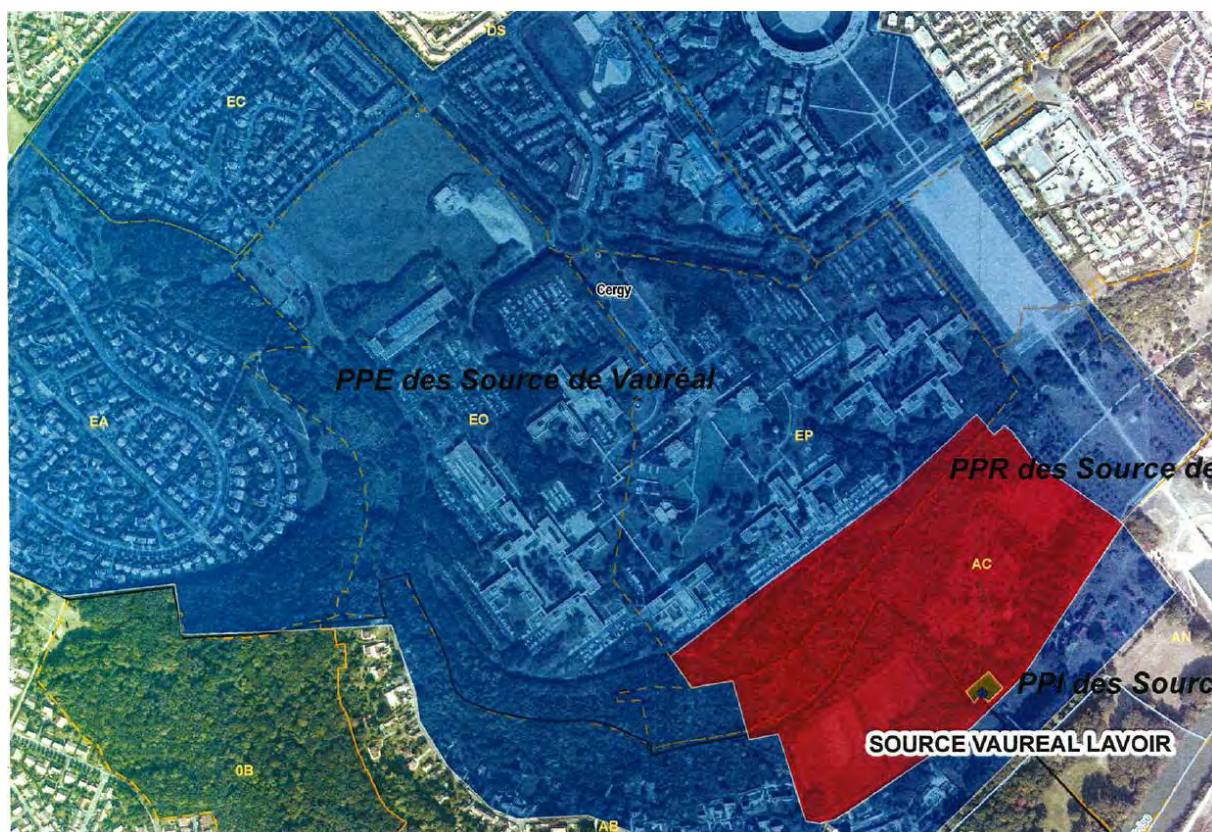 DS
EC
Cergy
PPE des Source de Vauréal
EA
EO
EP
PPR des Source de
AC
AN
PPI des Source
SOURCE VAUREAL LAVOIR
0B
AB